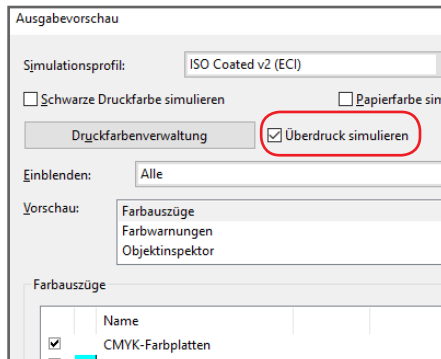 Ausgabevorschau
Simulationsprofil: ISO Coated v2 (ECI)
Schwarze Druckfarbe simulieren Papierfarbe sim
Druckfarbenverwaltung Überdruck simulieren
Einblenden: Alle
Vorschau: Farbauszüge
Farbwarnungen
Objektinspektor
Farbauszüge
Name
CMYK-Farbplatten